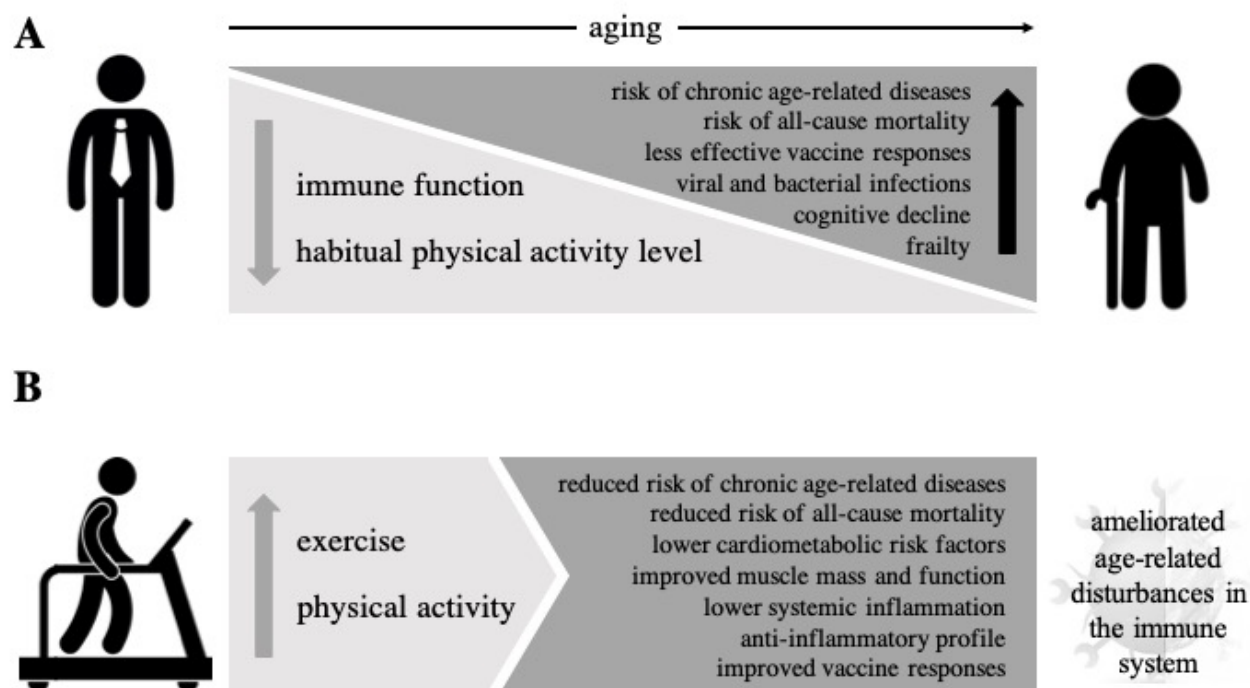 A
aging
risk of chronic age-related diseases
risk of all-cause mortality
less effective vaccine responses
viral and bacterial infections
cognitive decline
frailty
immune function
habitual physical activity level
B
exercise
physical activity
reduced risk of chronic age-related diseases
reduced risk of all-cause mortality
lower cardiometabolic risk factors
improved muscle mass and function
lower systemic inflammation
anti-inflammatory profile
improved vaccine responses
ameliorated
age-related
disturbances in
the immune
system